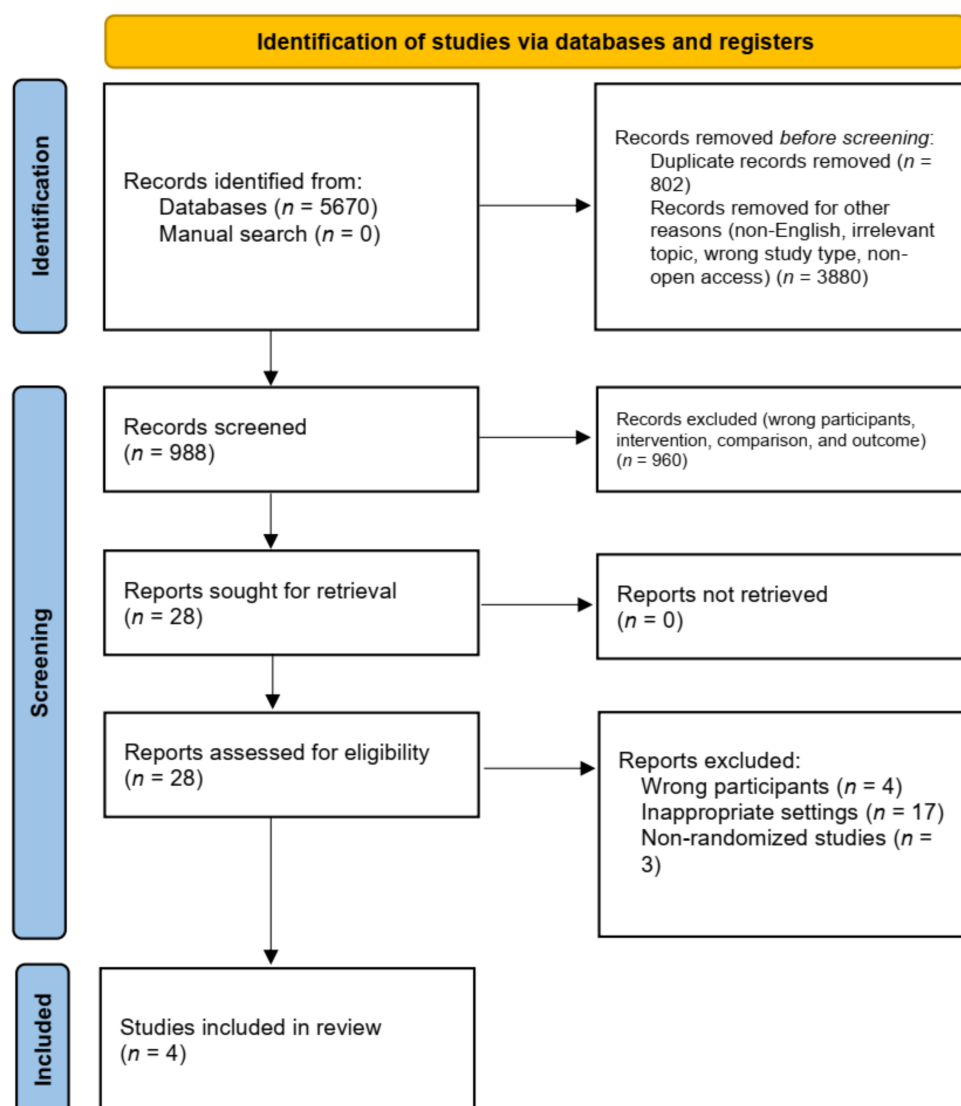 Identification of studies via databases and registers
Identification
Records identified from:
Databases (n = 5670)
Manual search (n = 0)
Records removed before screening:
Duplicate records removed (n =
802)
Records removed for other
reasons (non-English, irrelevant
topic, wrong study type, non-
open access) (n = 3880)
Screening
Records screened
(n = 988)
Records excluded (wrong participants,
intervention, comparison, and outcome)
(n = 960)
Reports sought for retrieval
(n = 28)
Reports not retrieved
(n = 0)
Reports assessed for eligibility
(n = 28)
Reports excluded:
Wrong participants (n = 4)
Inappropriate settings (n = 17)
Non-randomized studies (n =
3)
Included
Studies included in review
(n = 4)